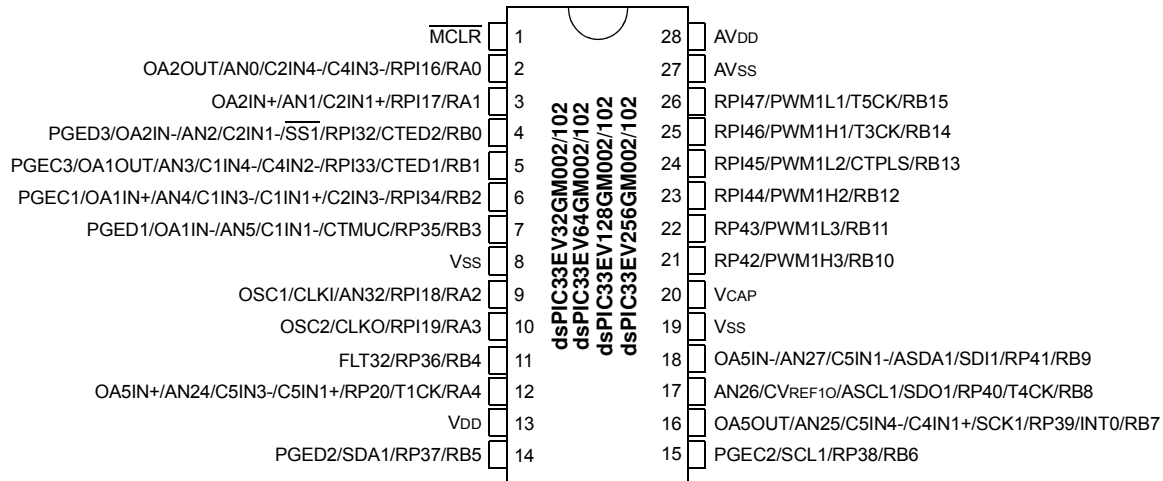 MCLR 1
OA2OUT/AN0/C2IN4-/C4IN3-/RPI16/RA0 2
OA2IN+/AN1/C2IN1+/RPI17/RA1 3
PGED3/OA2IN-/AN2/C2IN1-/SS1/RPI32/CTED2/RB0 4
PGEC3/OA1OUT/AN3/C1IN4-/C4IN2-/RPI33/CTED1/RB1 5
PGEC1/OA1IN+/AN4/C1IN3-/C1IN1+/C2IN3-/RPI34/RB2 6
PGED1/OA1IN-/AN5/C1IN1-/CTMUC/RP35/RB3 7
VSS 8
OSC1/CLKI/AN32/RPI18/RA2 9
OSC2/CLKO/RPI19/RA3 10
FLT32/RP36/RB4 11
OA5IN+/AN24/C5IN3-/C5IN1+/RP20/T1CK/RA4 12
VDD 13
PGED2/SDA1/RP37/RB5 14
dsPIC33EV32GM002/102
dsPIC33EV64GM002/102
dsPIC33EV128GM002/102
dsPIC33EV256GM002/102
28 AVDD
27 AVSS
26 RPI47/PWM1L1/T5CK/RB15
25 RPI46/PWM1H1/T3CK/RB14
24 RPI45/PWM1L2/CTPLS/RB13
23 RPI44/PWM1H2/RB12
22 RP43/PWM1L3/RB11
21 RP42/PWM1H3/RB10
20 VCAP
19 VSS
18 OA5IN-/AN27/C5IN1-/ASDA1/SDI1/RP41/RB9
17 AN26/CVREF1O/ASCL1/SDO1/RP40/T4CK/RB8
16 OA5OUT/AN25/C5IN4-/C4IN1+/SCK1/RP39/INT0/RB7
15 PGEC2/SCL1/RP38/RB6